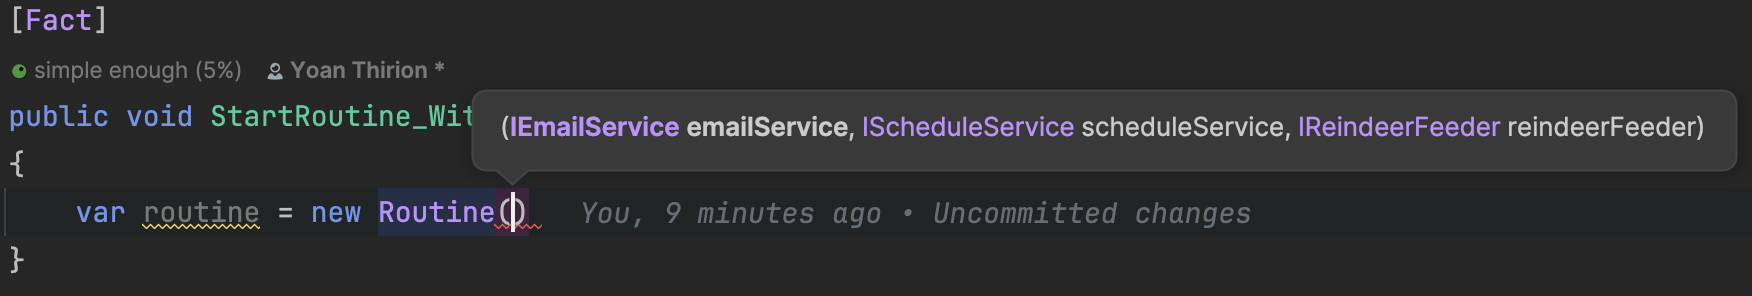 [Fact]
simple enough (5%) Yoan Thirion *
public void StartRoutine_Wit
(IEmailService emailService, IScheduleService scheduleService, IReindeerFeeder reindeerFeeder)
{
var routine = new Routine() You, 9 minutes ago • Uncommitted changes
}